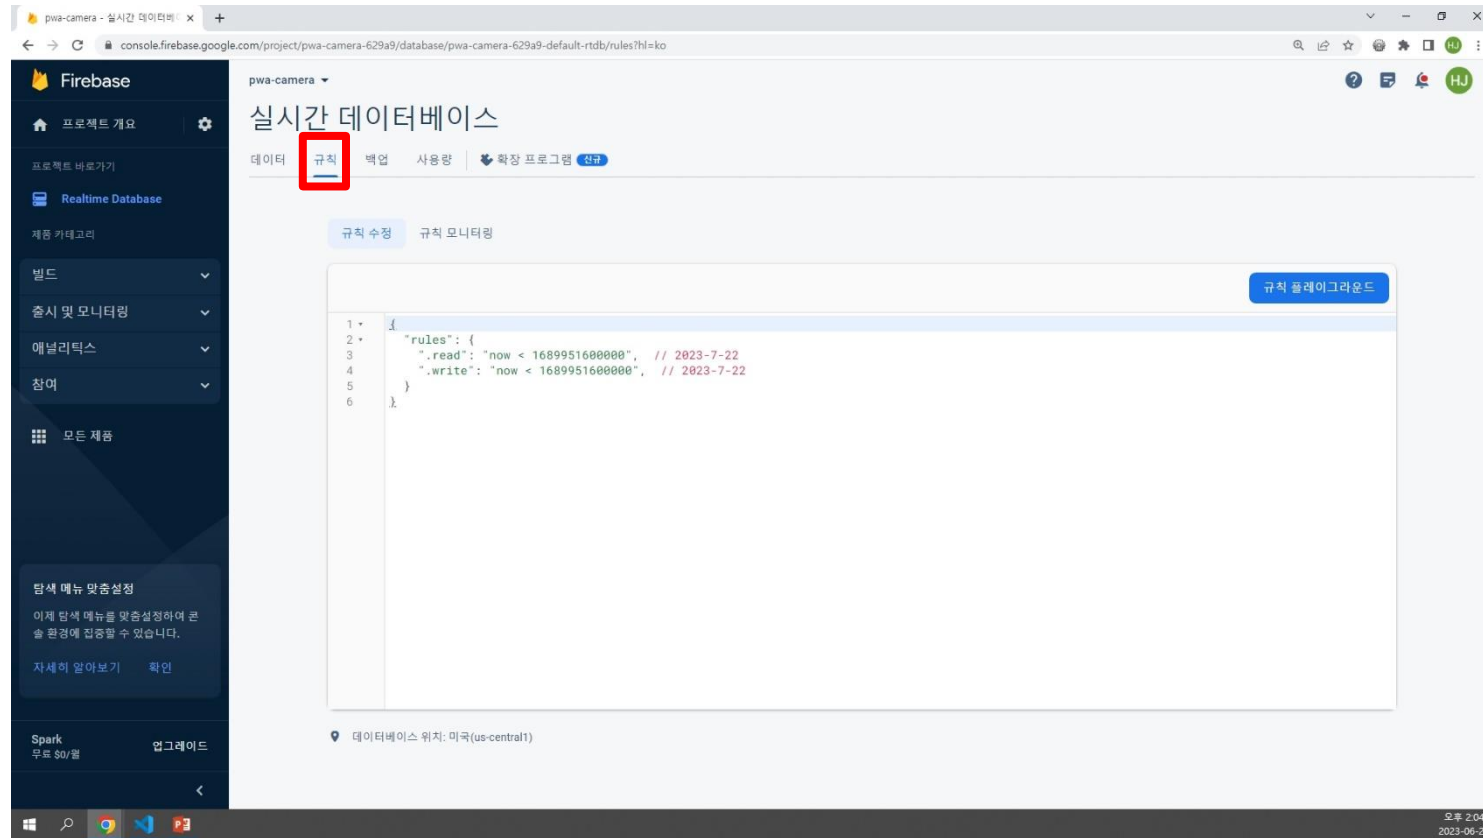 pwa-camera - 실시간 데이터베이스
console.firebase.google.com/project/pwa-camera-629a9/database/pwa-camera-629a9-default-rtdb/rules?hl=ko
HJ
Firebase
프로젝트 개요
프로젝트 바로가기
Realtime Database
제품 카테고리
빌드
출시 및 모니터링
애널리틱스
참여
모든 제품
탐색 메뉴 맞춤설정
이제 탐색 메뉴를 맞춤설정하여 콘
솔 환경에 집중할 수 있습니다.
자세히 알아보기 확인
Spark
무료 $0/월
업그레이드
pwa-camera
HJ
실시간 데이터베이스
데이터 규칙 백업 사용량 확장 프로그램 신규
규칙 수정 규칙 모니터링
규칙 플레이그라운드
1 {
2 "rules": {
3 ".read": "now < 1689951600000", // 2023-7-22
4 ".write": "now < 1689951600000", // 2023-7-22
5 }
6 }
데이터베이스 위치: 미국(us-central1)